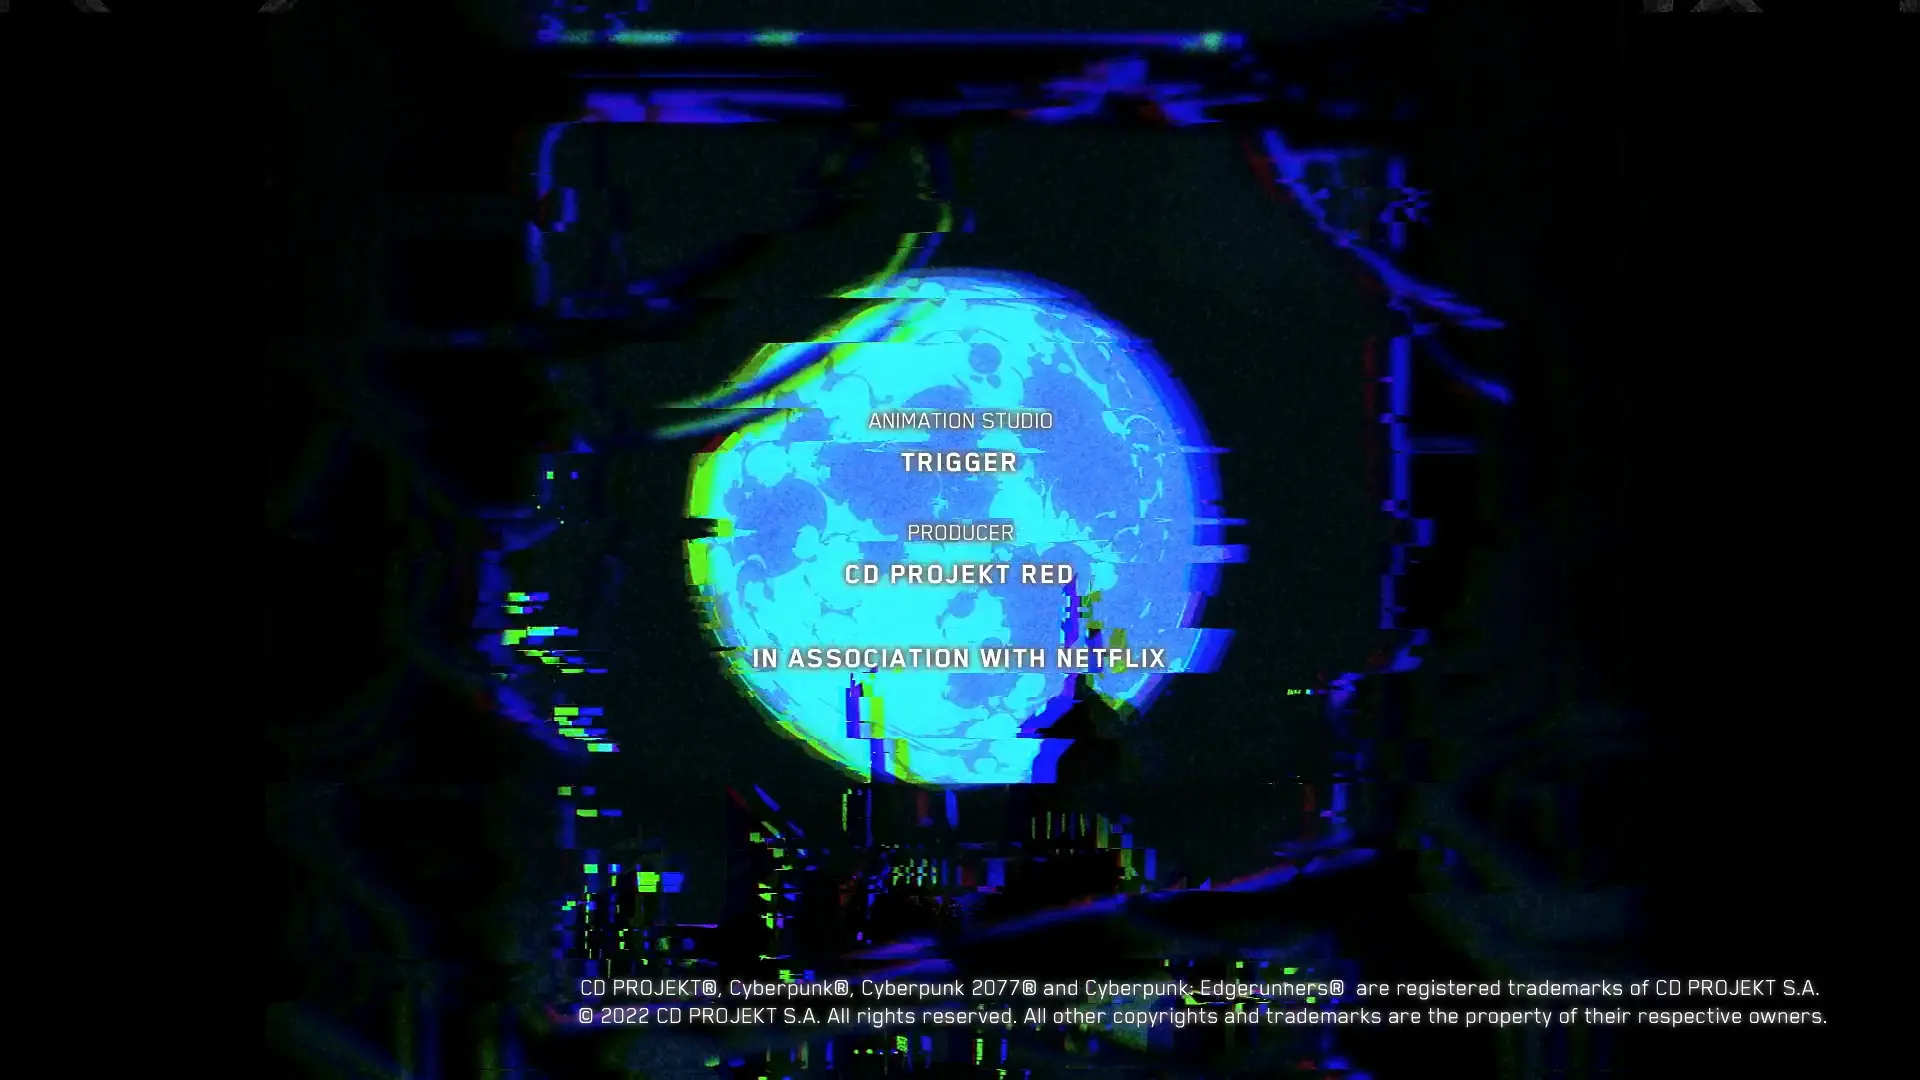 ANIMATION STUDIO
TRIGGER
PRODUCER
CD PROJEKT RED
IN ASSOCIATION WITH NETFLIX
CD PROJEKT®, Cyberpunk®, Cyberpunk 2077® and Cyberpunk: Edgerunners® are registered trademarks of CD PROJEKT S.A.
© 2022 CD PROJEKT S.A. All rights reserved. All other copyrights and trademarks are the property of their respective owners.